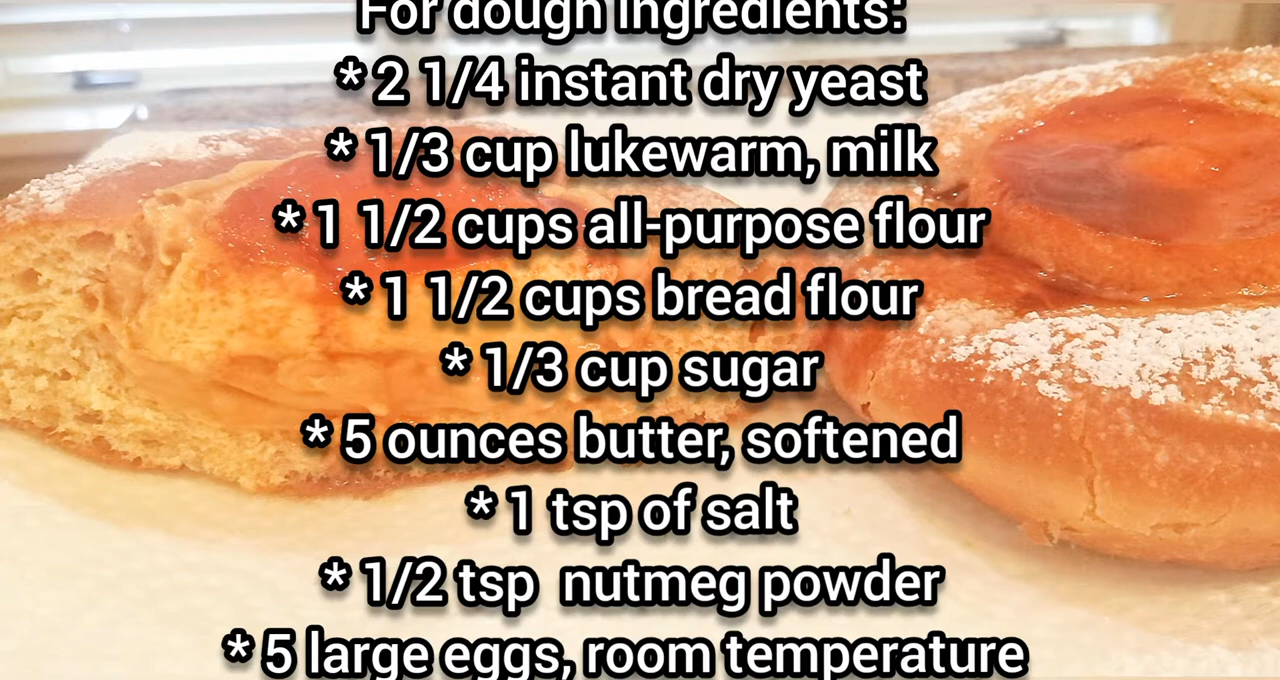 For dough ingredients:
* 2 1/4 instant dry yeast
* 1/3 cup lukewarm, milk
* 1 1/2 cups all-purpose flour
* 1 1/2 cups bread flour
* 1/3 cup sugar
* 5 ounces butter, softened
* 1 tsp of salt
* 1/2 tsp  nutmeg powder
* 5 large eggs, room temperature